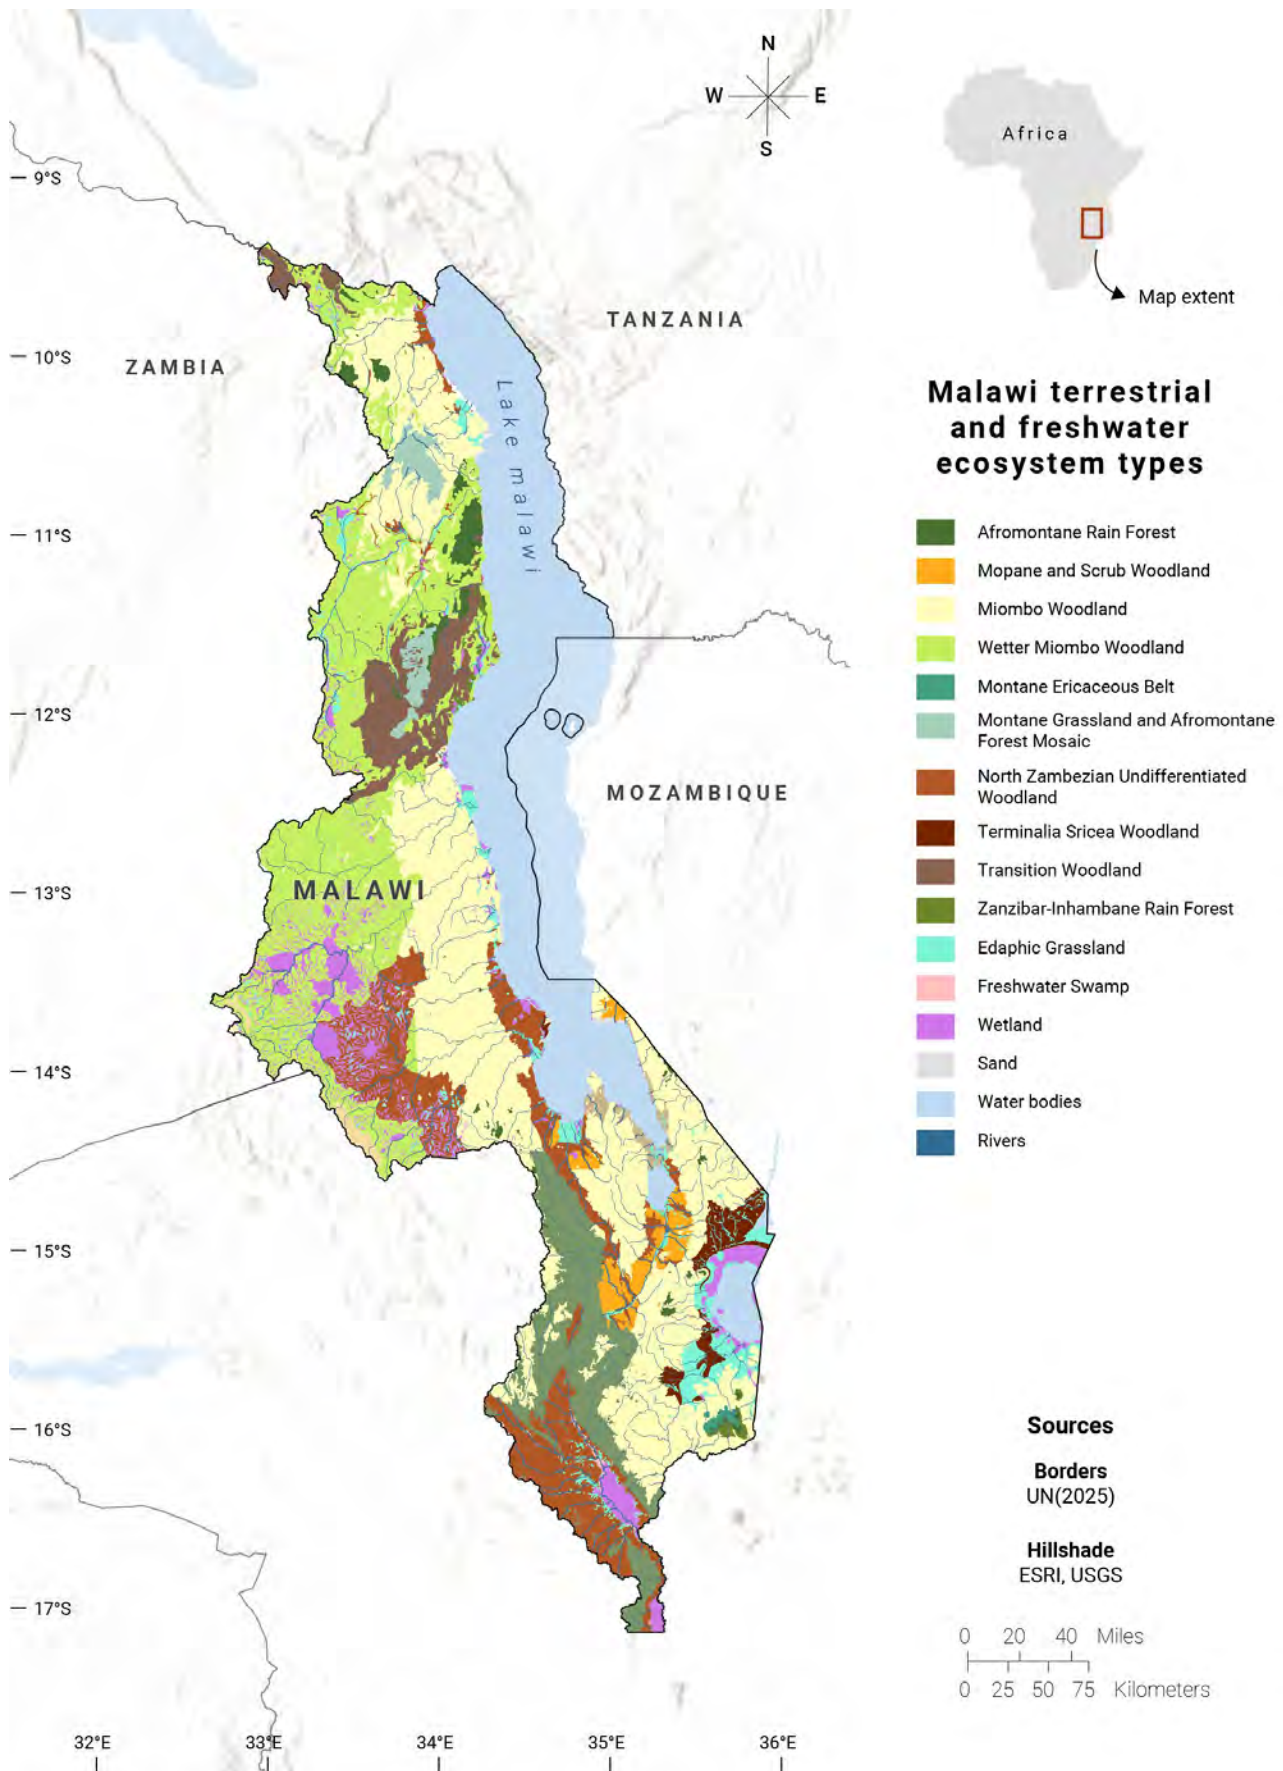 N
W
E
S
Africa
Map extent
9°S
10°S
11°S
12°S
13°S
14°S
15°S
16°S
17°S
32°E
33°E
34°E
35°E
36°E
TANZANIA
ZAMBIA
Lake malawi
MOZAMBIQUE
MALAWI
Malawi terrestrial
and freshwater
ecosystem types
Afromontane Rain Forest
Mopane and Scrub Woodland
Miombo Woodland
Wetter Miombo Woodland
Montane Ericaceous Belt
Montane Grassland and Afromontane
Forest Mosaic
North Zambezian Undifferentiated
Woodland
Terminalia Sricea Woodland
Transition Woodland
Zanzibar-Inhambane Rain Forest
Edaphic Grassland
Freshwater Swamp
Wetland
Sand
Water bodies
Rivers
Sources
Borders
UN(2025)
Hillshade
ESRI, USGS
0 20 40 Miles
0 25 50 75 Kilometers